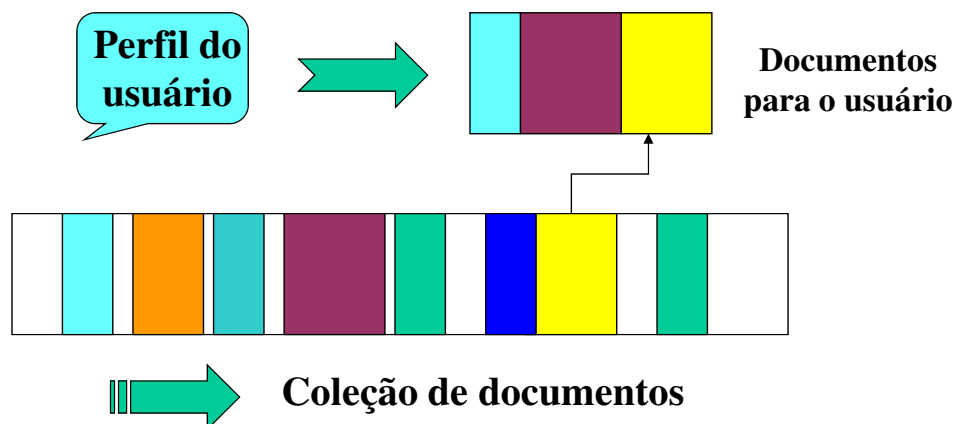 Perfil do
usuário
Documentos
para o usuário
Coleção de documentos